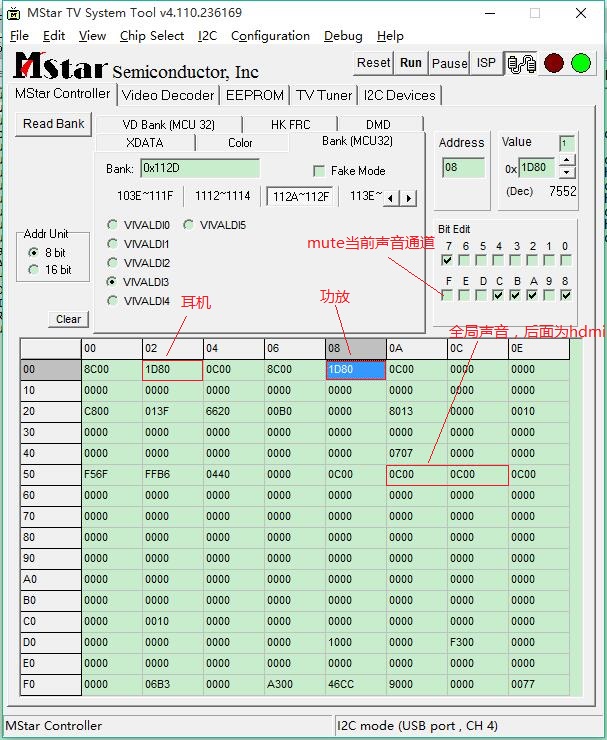 MStar TV System Tool v4.110.236169
File Edit View Chip Select I2C Configuration Debug PDF Help
MStar Semiconductor, Inc
Reset Run Pause ISP
MStar Controller Video Decoder EEPROM TV Tuner I2C Devices
Read Bank
VD Bank (MCU 32) HK FRC DMD
XDATA Color Bank (MCU 32)
Bank: 0x112D Fake Mode
103E~111F 1112~1114 112A~112F 113E~
Address
08
Value 1
0x 1D80
(Dec) 7552
Addr Unit
8 bit
16 bit
Clear
VIVALDI0 VIVALDI5
VIVALDI1
VIVALDI2
VIVALDI3
VIVALDI4
Bit Edit
7 6 5 4 3 2 1 0
F E D C B A 9 8
mute当前声音通道
耳机
功放
全局声音，后面为hdmi
00 02 04 06 08 0A 0C 0E
00 8C00 1D80 0C00 8C00 1D80 0C00 0000 0000
10 0000 0000 0000 0000 0000 0000 0000 0000
20 C800 013F 6620 00B0 0000 8013 0000 0010
30 0000 0000 0000 0000 0000 0000 0000 0000
40 0000 0000 0000 0000 0000 0707 0000 0000
50 F56F FFB6 0440 0000 0C00 0C00 0C00 0C00
60 0000 0000 0000 0000 0000 0000 0000 0000
70 0000 0000 0000 0000 0000 0000 0000 0000
80 0000 0000 0000 0000 0000 0000 0000 0000
90 0000 0000 0000 0000 0000 0000 0000 0000
A0 0000 0000 0000 0000 0000 0000 0000 0000
B0 0000 0000 0000 0000 0000 0000 0000 0000
C0 0000 0010 0000 0000 0000 0000 0000 0000
D0 0000 0000 0000 0000 1000 0000 F300 0000
E0 0000 0000 0000 0000 0000 0000 0000 0000
F0 0000 06B3 0000 A300 46CC 9000 0000 0077
MStar Controller I2C mode (USB port , CH 4)